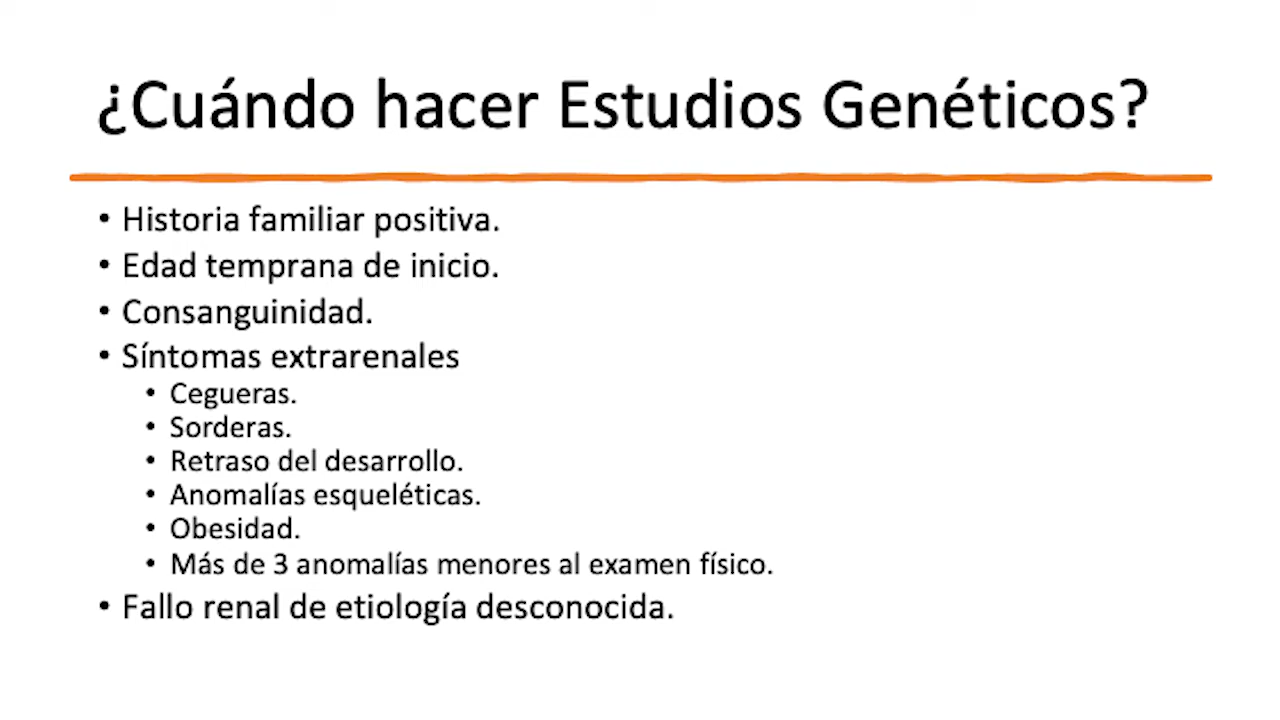 ¿Cuándo hacer Estudios Genéticos?
• Historia familiar positiva.
• Edad temprana de inicio.
• Consanguinidad.
• Síntomas extrarenales
• Cegueras.
• Sorderas.
• Retraso del desarrollo.
• Anomalías esqueléticas.
• Obesidad.
• Más de 3 anomalías menores al examen físico.
• Fallo renal de etiología desconocida.